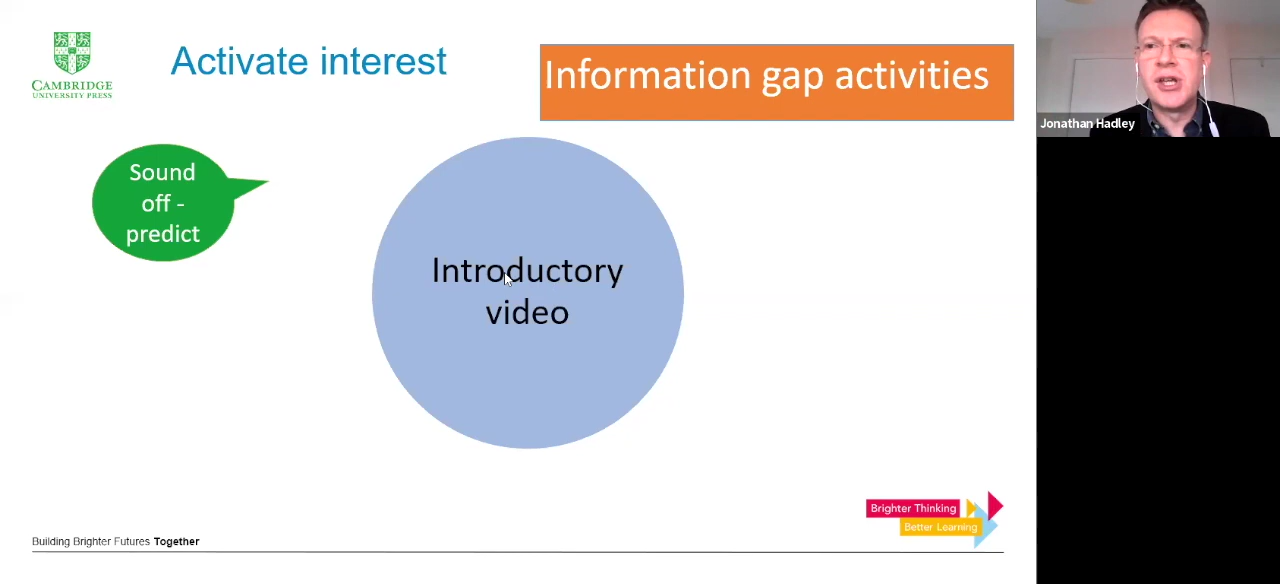 CAMBRIDGE
UNIVERSITY PRESS
Activate interest
Information gap activities
Jonathan Hadley
Sound
off -
predict
Introductory
video
Brighter Thinking
Better Learning
Building Brighter Futures Together